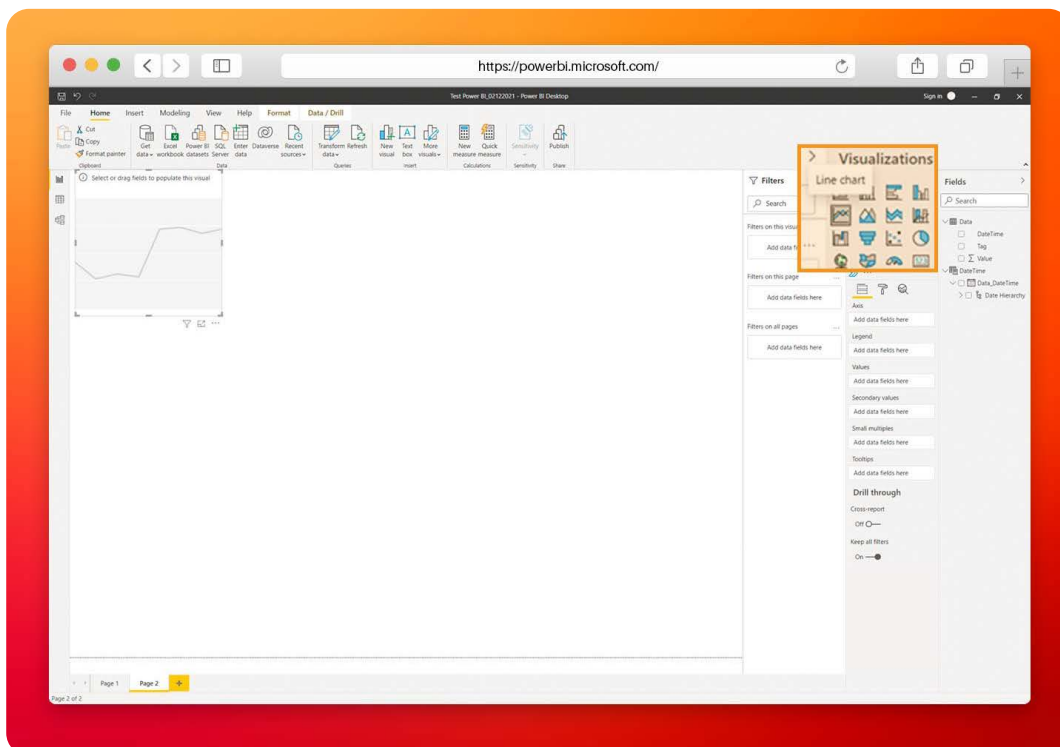 https://powerbi.microsoft.com/
Test Power BI_02122021 - Power BI Desktop
Sign in
File Home Insert Modeling View Help Format Data / Drill
Paste
Cut
Copy
Format painter
Clipboard
Get data
Excel workbook
Power BI datasets
SQL Server
Enter data
Dataverse
Recent sources
Data
Transform data
Refresh
Queries
New visual
Text box
More visuals
Insert
New measure
Quick measure
Calculations
Sensitivity
Sensitivity
Publish
Share
Select or drag fields to populate this visual
Filters
Search
Filters on this visu
Add data f
Filters on this page
Add data fields here
Filters on all pages
Add data fields here
Visualizations
Line chart
Axis
Add data fields here
Legend
Add data fields here
Values
Add data fields here
Secondary values
Add data fields here
Small multiples
Add data fields here
Tooltips
Add data fields here
Drill through
Cross-report
Off
Keep all filters
On
Fields
Search
Data
DateTime
Tag
Σ Value
DateTime
Data_DateTime
Date Hierarchy
Page 1
Page 2
Page 2 of 2